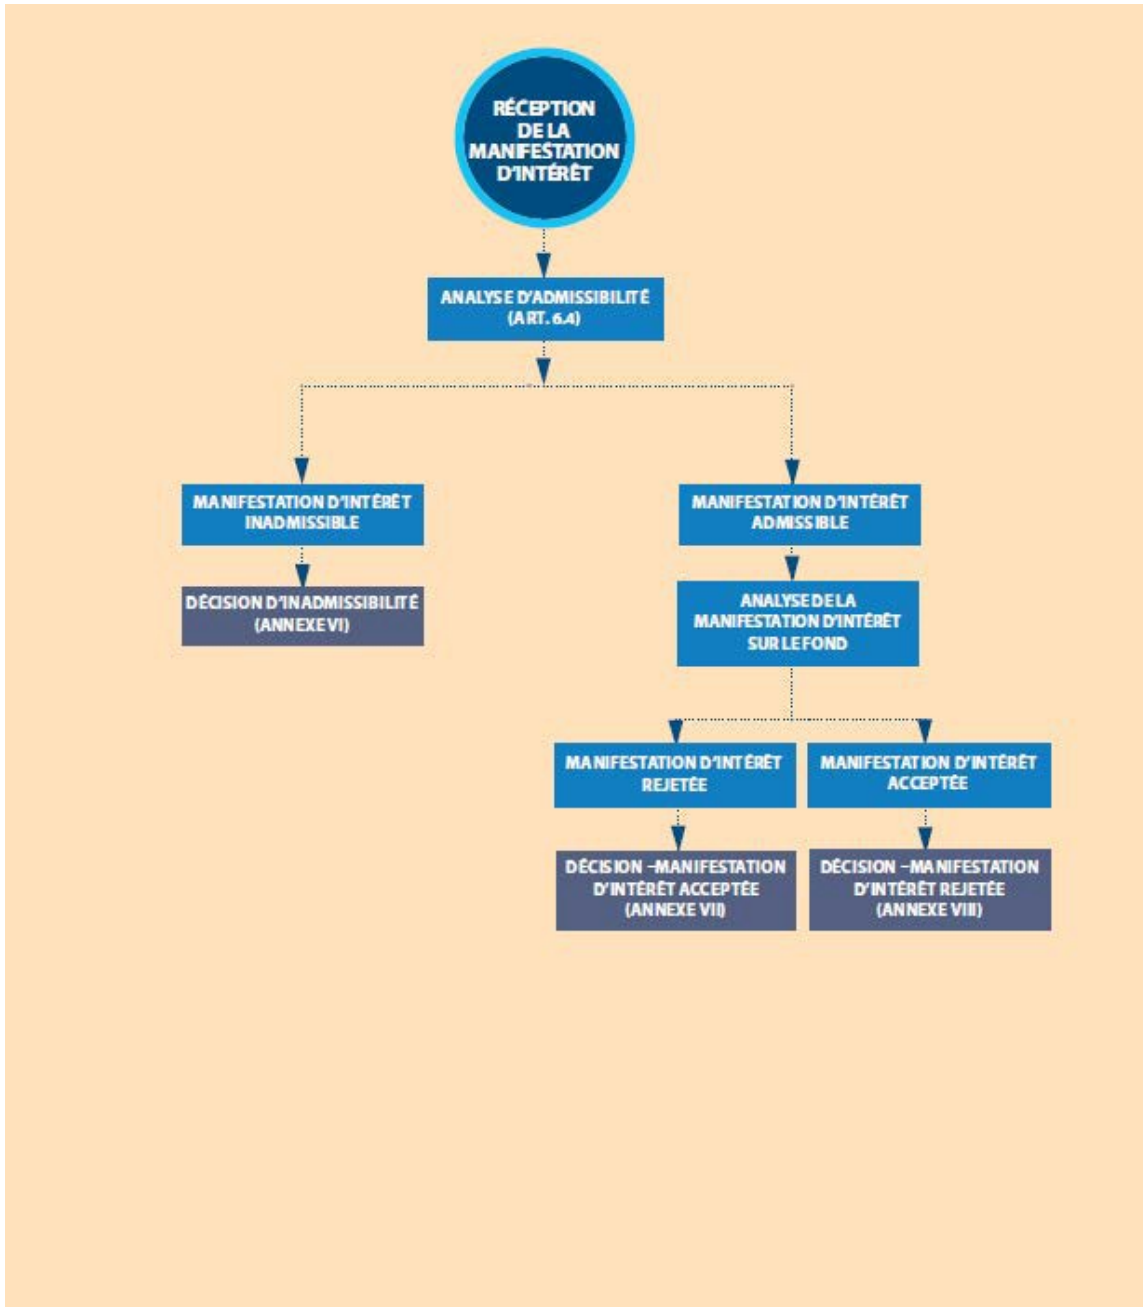 RÉCEPTION
DE LA
MANIFESTATION
D'INTÉRÊT
ANALYSE D'ADMISSIBILITÉ
(ART. 6.4)
MANIFESTATION D'INTÉRÊT
INADMISSIBLE
MANIFESTATION D'INTÉRÊT
ADMISSIBLE
DÉCISION D'INADMISSIBILITÉ
(ANNEXE VI)
ANALYSE DE LA
MANIFESTATION D'INTÉRÊT
SUR LE FOND
MANIFESTATION D'INTÉRÊT
REJETÉE
MANIFESTATION D'INTÉRÊT
ACCEPTÉE
DÉCISION –MANIFESTATION
D'INTÉRÊT ACCEPTÉE
(ANNEXE VII)
DÉCISION –MANIFESTATION
D'INTÉRÊT REJETÉE
(ANNEXE VIII)